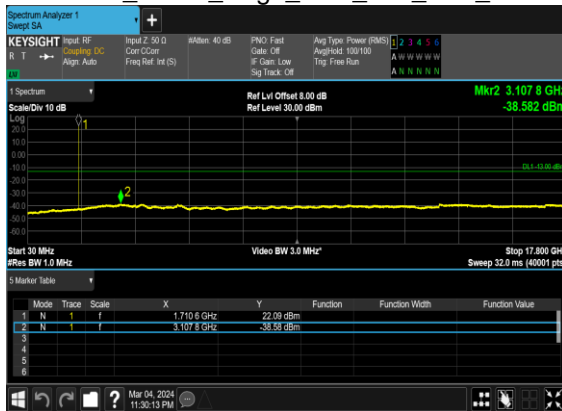 Spectrum Analyzer 1
Swept SA
+
KEYSIGHT Input: RF Input Z: 50 Ω #Atten: 40 dB PNO: Fast Avg Type: Power (RMS) 1 2 3 4 5 6
R T Coupling: DC Corr CCorr Gate: Off Avg|Hold: 100/100 A W W W W W
Align: Auto Freq Ref: Int (S) IF Gain: Low Trig: Free Run
Sig Track: Off A N N N N N
1 Spectrum Ref Lvl Offset 8.00 dB Mkr2 3.107 8 GHz
Scale/Div 10 dB Ref Level 30.00 dBm -38.582 dBm
Log
20.0
10.0
0.00
-10.0
-20.0
-30.0
-40.0
-50.0
-60.0
1
2
DL1 -13.00 dBm
Start 30 MHz Video BW 3.0 MHz* Stop 17.800 GHz
#Res BW 1.0 MHz Sweep 32.0 ms (40001 pts)
5 Marker Table
Mode Trace Scale X Y Function Function Width Function Value
1 N 1 f 1.710 6 GHz 22.09 dBm
2 N 1 f 3.107 8 GHz -38.58 dBm
3
4
5
6
? Mar 04, 2024
11:30:13 PM